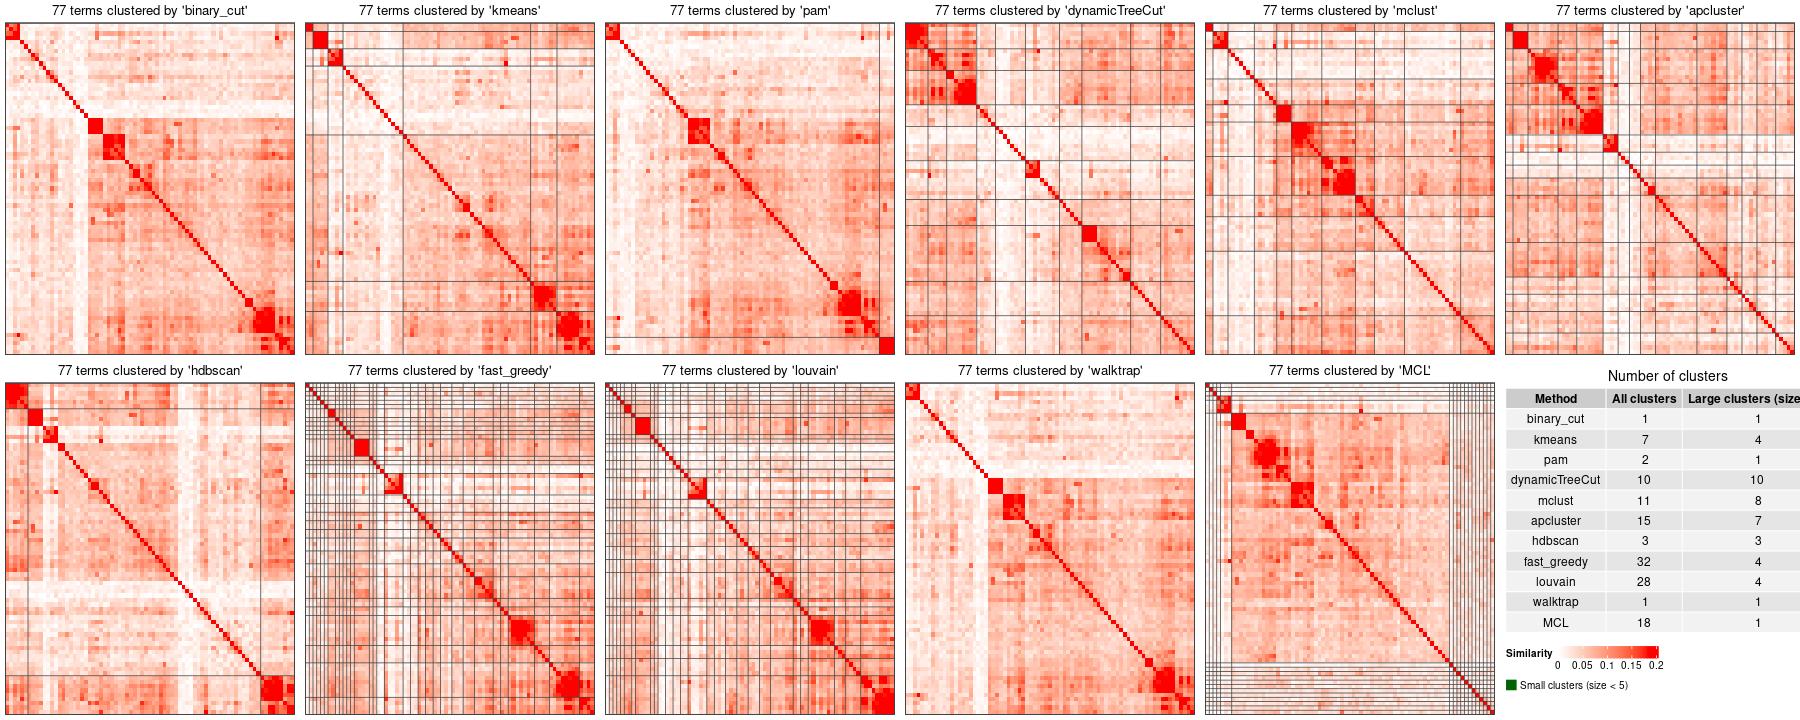 77 terms clustered by 'binary_cut'
77 terms clustered by 'kmeans'
77 terms clustered by 'pam'
77 terms clustered by 'dynamicTreeCut'
77 terms clustered by 'mclust'
77 terms clustered by 'apcluster'
77 terms clustered by 'hdbscan'
77 terms clustered by 'fast_greedy'
77 terms clustered by 'louvain'
77 terms clustered by 'walktrap'
77 terms clustered by 'MCL'
Number of clusters
Method All clusters Large clusters (size
binary_cut 1 1
kmeans 7 4
pam 2 1
dynamicTreeCut 10 10
mclust 11 8
apcluster 15 7
hdbscan 3 3
fast_greedy 32 4
louvain 28 4
walktrap 1 1
MCL 18 1
Similarity
0 0.05 0.1 0.15 0.2
Small clusters (size < 5)